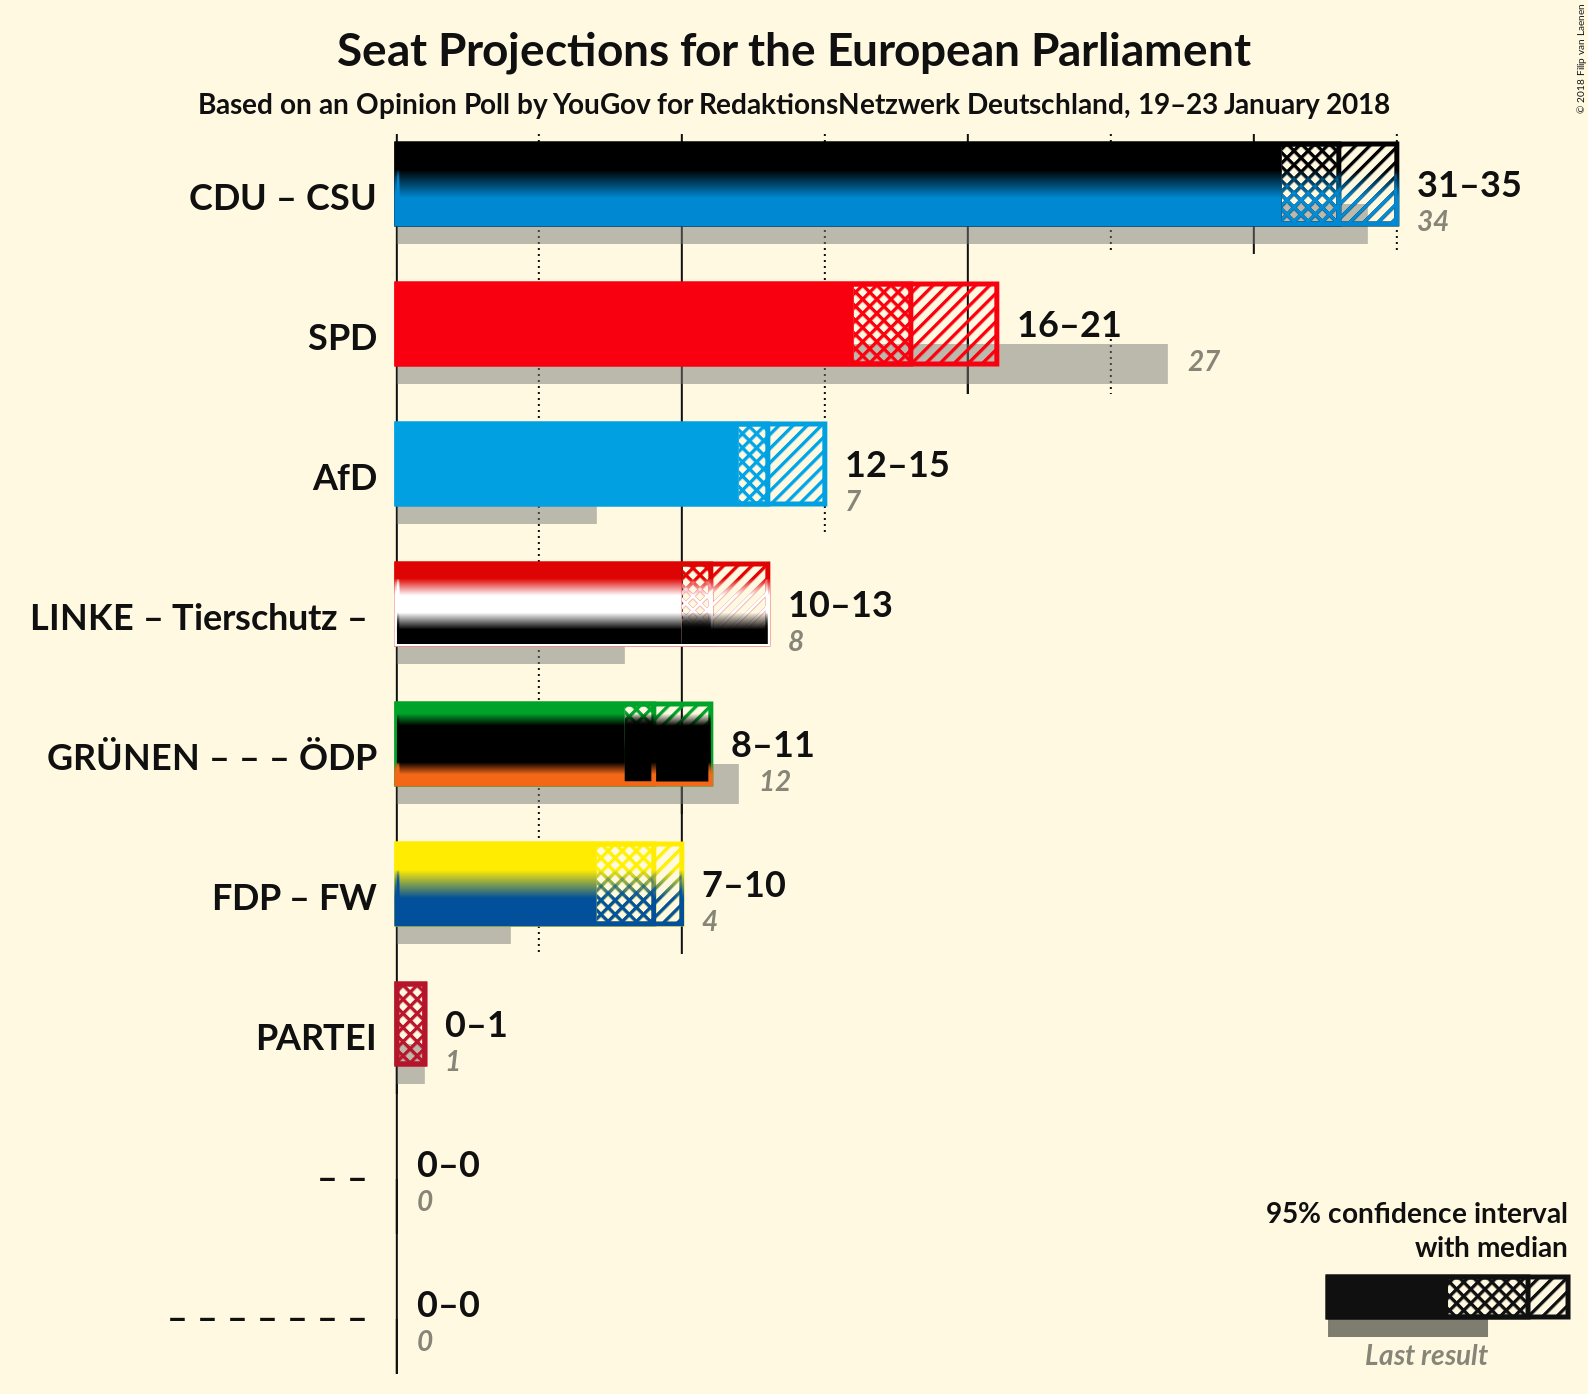 Seat Projections for the European Parliament
Based on an Opinion Poll by YouGov for RedaktionsNetzwerk Deutschland, 19–23 January 2018
© 2018 Filip van Laenen
CDU – CSU
31–35
34
SPD
16–21
27
AfD
12–15
7
LINKE – Tierschutz –
10–13
8
GRÜNEN – – – ÖDP
8–11
12
FDP – FW
7–10
4
PARTEI
0–1
1
– –
0–0
0
– – – – – – –
0–0
0
95% confidence interval
with median
Last result